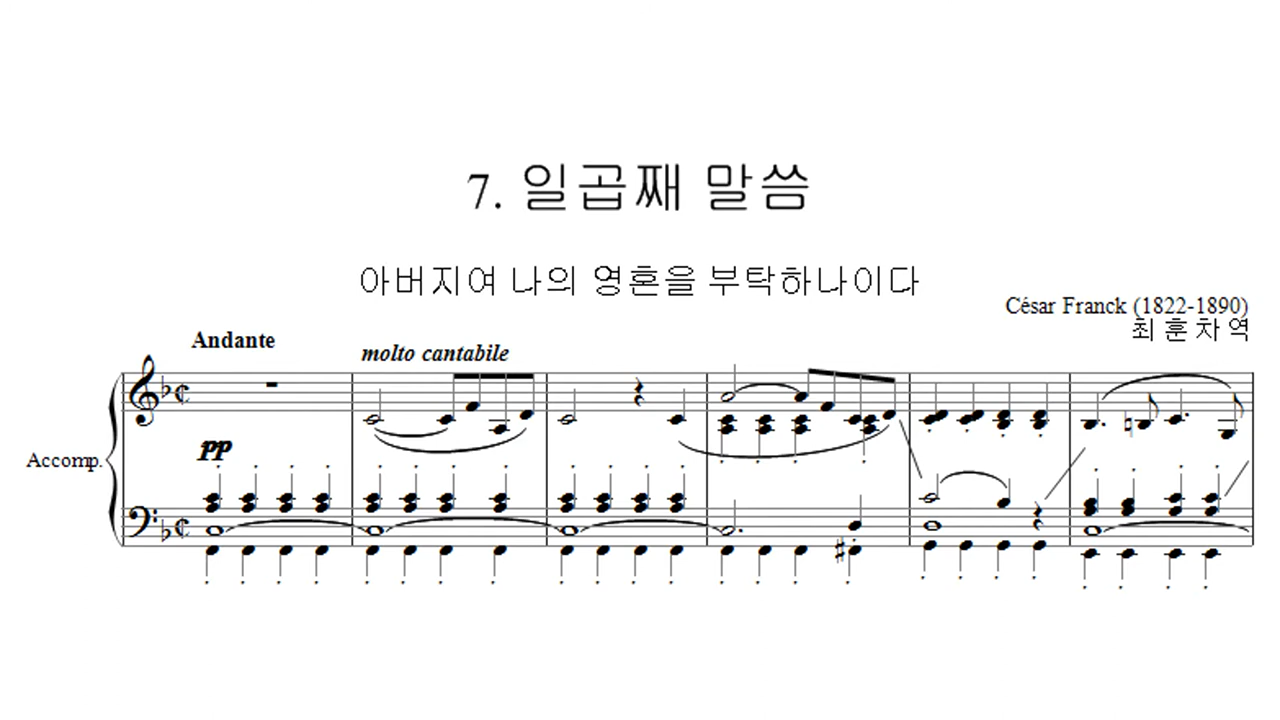 7. 일곱째 말씀
아버지여 나의 영혼을 부탁하나이다
César Franck (1822-1890)
최 훈 차 역
Andante
molto cantabile
pp
Accomp.